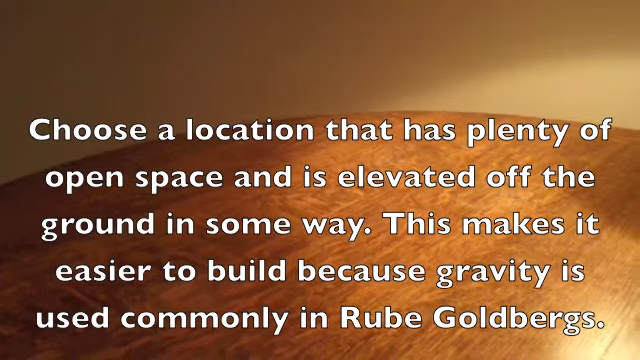 Choose a location that has plenty of
open space and is elevated off the
ground in some way. This makes it
easier to build because gravity is
used commonly in Rube Goldbergs.